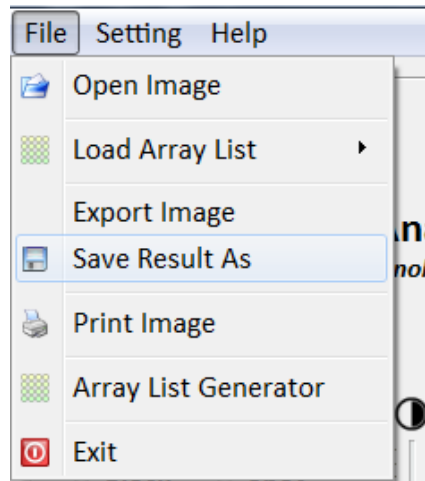 File Setting Help
Open Image
Load Array List
Export Image
Save Result As
Print Image
Array List Generator
Exit